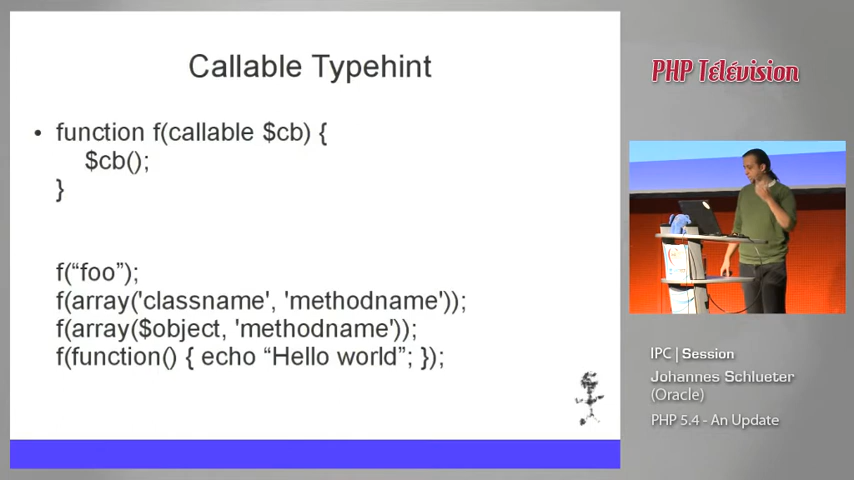 Callable Typehint
• function f(callable $cb) {
$cb();
}
f(“foo”);
f(array('classname', 'methodname'));
f(array($object, 'methodname'));
f(function() { echo “Hello world”; });
PHP Télévision
IPC | Session
Johannes Schlueter
(Oracle)
PHP 5.4 - An Update